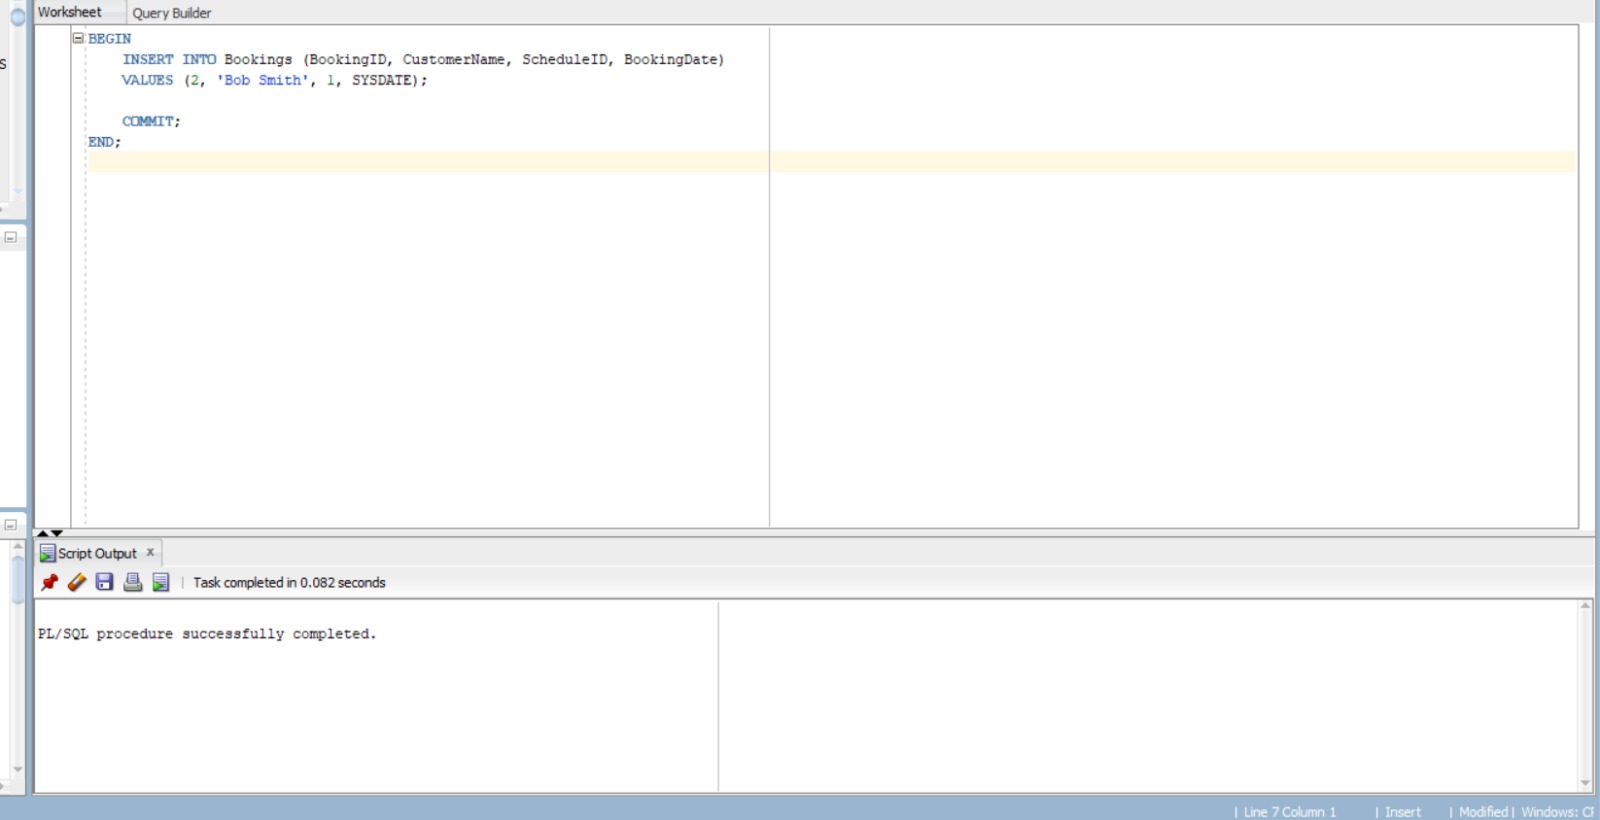 Worksheet Query Builder
s
BEGIN
INSERT INTO Bookings (BookingID, CustomerName, ScheduleID, BookingDate)
VALUES (2, 'Bob Smith', 1, SYSDATE);
COMMIT;
END;
Script Output x
| Task completed in 0.082 seconds
PL/SQL procedure successfully completed.
| Line 7 Column 1 | Insert | Modified | Windows: CF